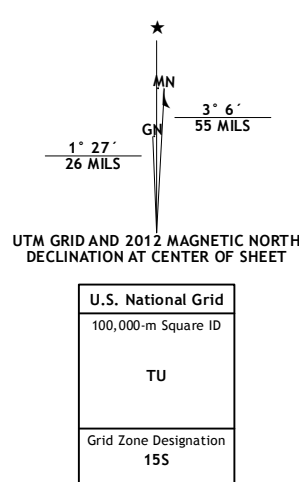 ★
MN
GN
3° 6´
55 MILS
1° 27´
26 MILS
UTM GRID AND 2012 MAGNETIC NORTH
DECLINATION AT CENTER OF SHEET
U.S. National Grid
100,000-m Square ID
TU
Grid Zone Designation
15S